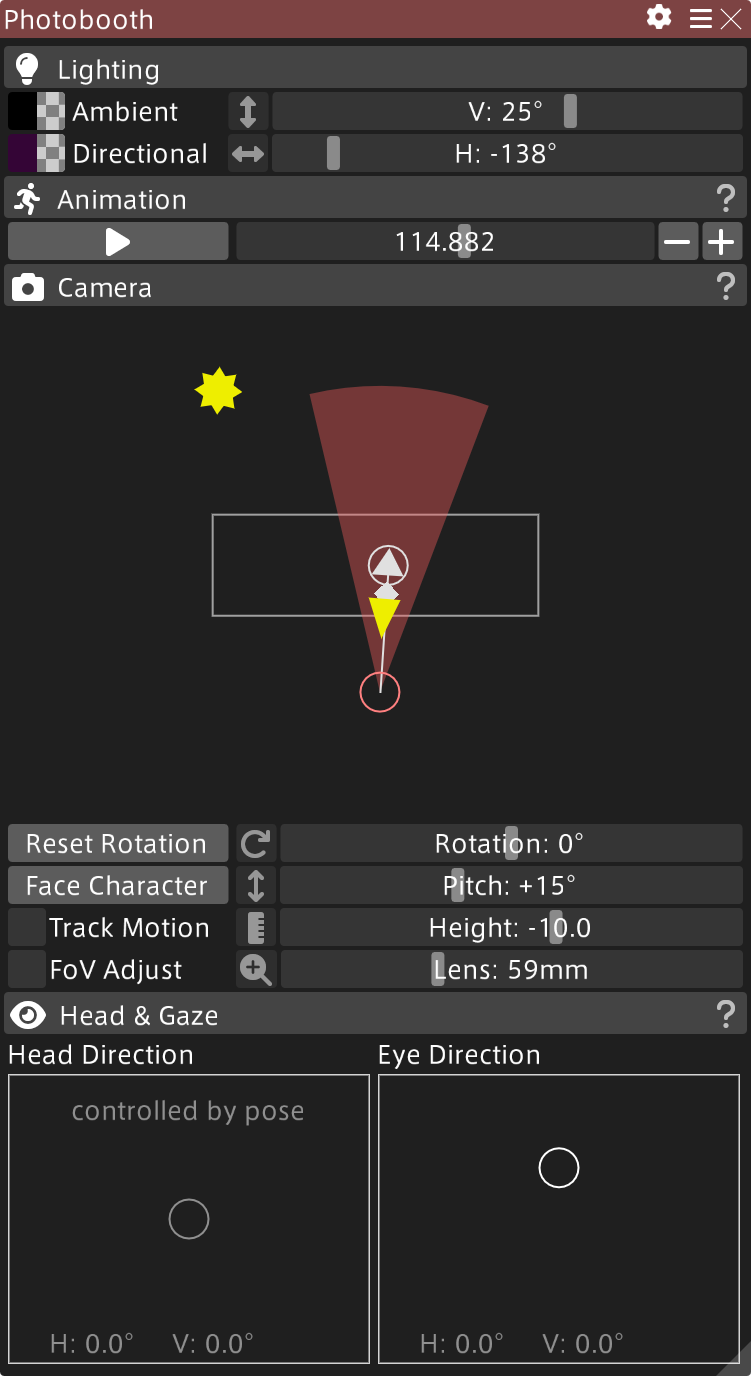 Photobooth
Lighting
Ambient V: 25°
Directional H: -138°
Animation ?
114.882
Camera ?
Reset Rotation Rotation: 0°
Face Character Pitch: +15°
Track Motion Height: -10.0
FoV Adjust Lens: 59mm
Head & Gaze ?
Head Direction Eye Direction
controlled by pose
H: 0.0° V: 0.0° H: 0.0° V: 0.0°